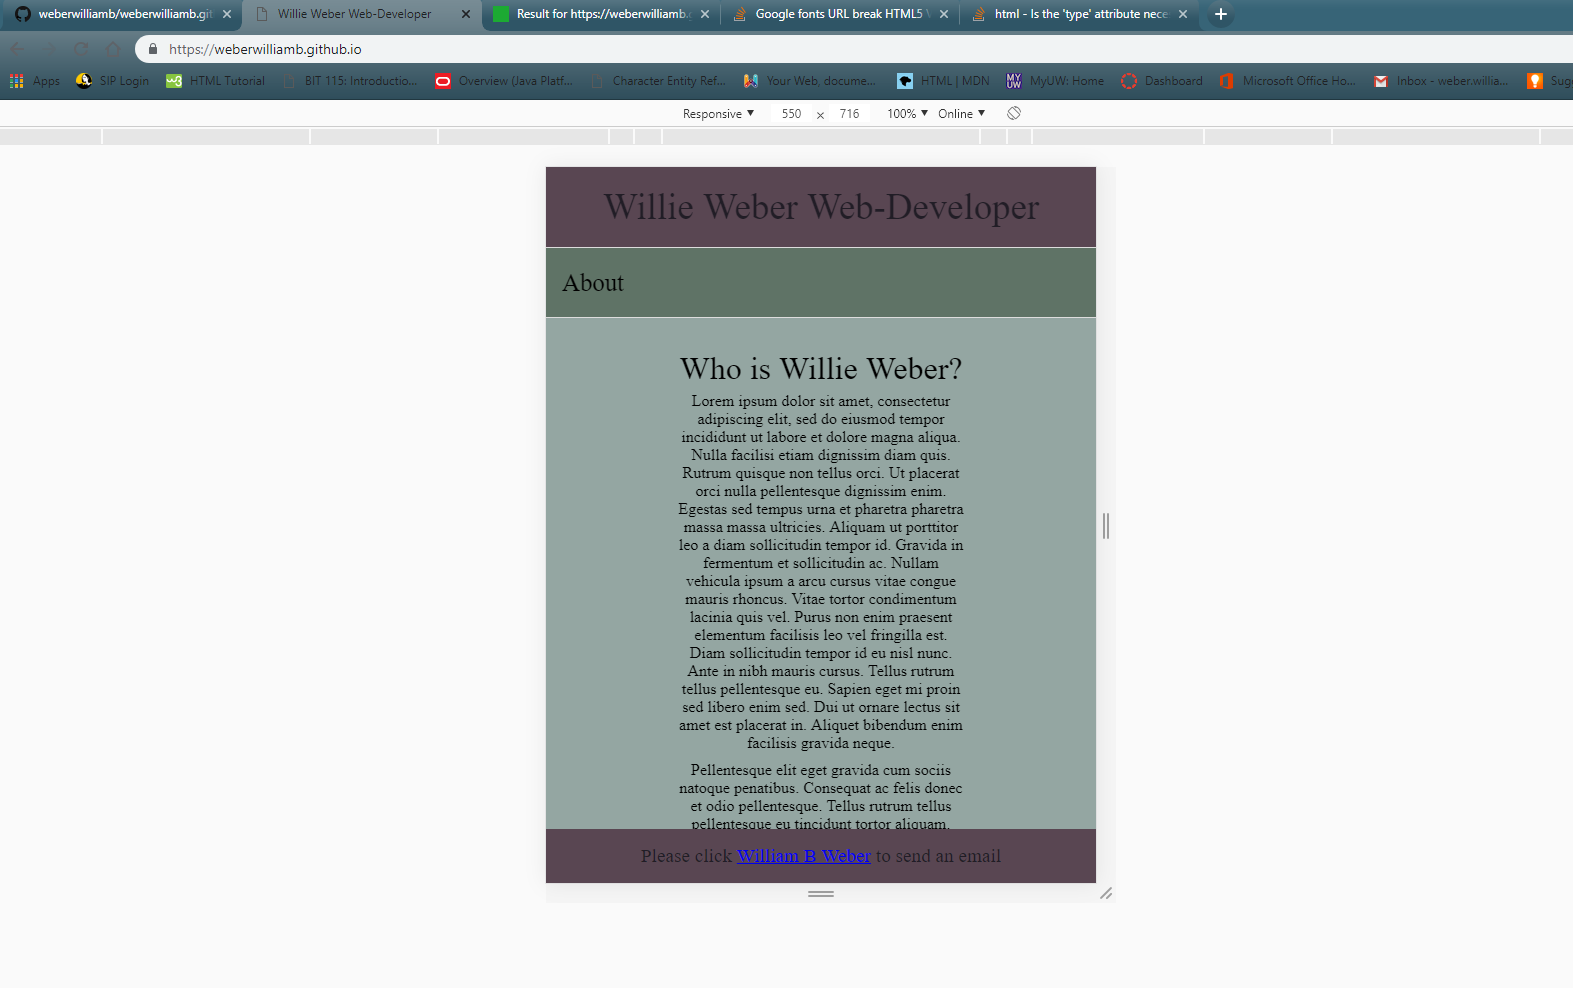 weberwilliamb/weberwilliamb.git
Willie Weber Web-Developer
Result for https://weberwilliamb.g
Google fonts URL break HTML5 V
html - Is the 'type' attribute nece
https://weberwilliamb.github.io
Apps
SIP Login
HTML Tutorial
BIT 115: Introductio...
Overview (Java Platf...
Character Entity Ref...
Your Web, docume...
HTML | MDN
MY UW
MyUW: Home
Dashboard
Microsoft Office Ho...
Inbox - weber.willia...
Sug
Responsive
550 × 716
100%
Online
Willie Weber Web-Developer
About
Who is Willie Weber?
Lorem ipsum dolor sit amet, consectetur
adipiscing elit, sed do eiusmod tempor
incididunt ut labore et dolore magna aliqua.
Nulla facilisi etiam dignissim diam quis.
Rutrum quisque non tellus orci. Ut placerat
orci nulla pellentesque dignissim enim.
Egestas sed tempus urna et pharetra pharetra
massa massa ultricies. Aliquam ut porttitor
leo a diam sollicitudin tempor id. Gravida in
fermentum et sollicitudin ac. Nullam
vehicula ipsum a arcu cursus vitae congue
mauris rhoncus. Vitae tortor condimentum
lacinia quis vel. Purus non enim praesent
elementum facilisis leo vel fringilla est.
Diam sollicitudin tempor id eu nisl nunc.
Ante in nibh mauris cursus. Tellus rutrum
tellus pellentesque eu. Sapien eget mi proin
sed libero enim sed. Dui ut ornare lectus sit
amet est placerat in. Aliquet bibendum enim
facilisis gravida neque.
Pellentesque elit eget gravida cum sociis
natoque penatibus. Consequat ac felis donec
et odio pellentesque. Tellus rutrum tellus
pellentesque eu tincidunt tortor aliquam.
Please click William B Weber to send an email